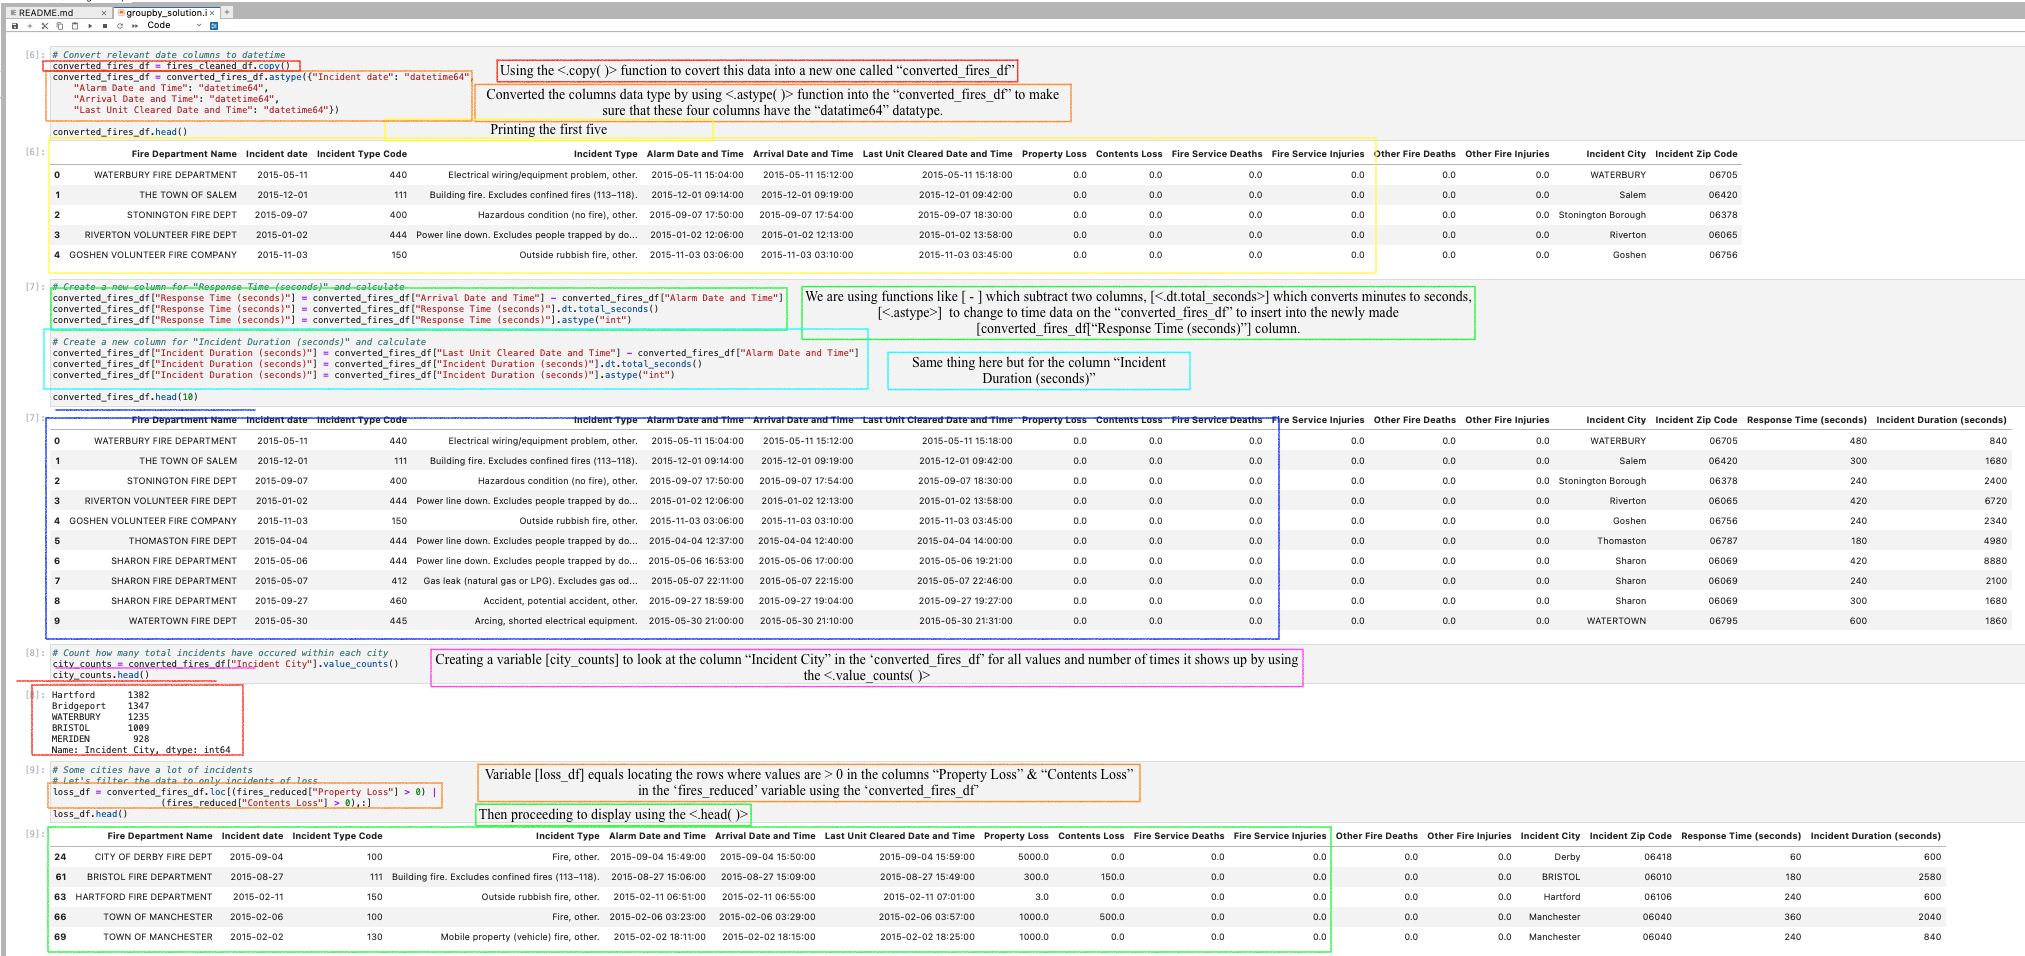 README.md × groupby_solution.i × +
Code
[6]: # Convert relevant date columns to datetime
converted_fires_df = fires_cleaned_df.copy()
converted_fires_df = converted_fires_df.astype({"Incident date": "datetime64",
"Alarm Date and Time": "datetime64",
"Arrival Date and Time": "datetime64",
"Last Unit Cleared Date and Time": "datetime64"})
converted_fires_df.head()
Using the <.copy( )> function to covert this data into a new one called “converted_fires_df”
Converted the columns data type by using <.astype( )> function into the “converted_fires_df” to make
sure that these four columns have the “datatime64” datatype.
Printing the first five
[6]: Fire Department Name Incident date Incident Type Code Incident Type Alarm Date and Time Arrival Date and Time Last Unit Cleared Date and Time Property Loss Contents Loss Fire Service Deaths Fire Service Injuries Other Fire Deaths Other Fire Injuries Incident City Incident Zip Code
0 WATERBURY FIRE DEPARTMENT 2015-05-11 440 Electrical wiring/equipment problem, other. 2015-05-11 15:04:00 2015-05-11 15:12:00 2015-05-11 15:18:00 0.0 0.0 0.0 0.0 0.0 0.0 WATERBURY 06705
1 THE TOWN OF SALEM 2015-12-01 111 Building fire. Excludes confined fires (113–118). 2015-12-01 09:14:00 2015-12-01 09:19:00 2015-12-01 09:42:00 0.0 0.0 0.0 0.0 0.0 0.0 Salem 06420
2 STONINGTON FIRE DEPT 2015-09-07 400 Hazardous condition (no fire), other. 2015-09-07 17:50:00 2015-09-07 17:54:00 2015-09-07 18:30:00 0.0 0.0 0.0 0.0 0.0 0.0 Stonington Borough 06378
3 RIVERTON VOLUNTEER FIRE DEPT 2015-01-02 444 Power line down. Excludes people trapped by do... 2015-01-02 12:06:00 2015-01-02 12:13:00 2015-01-02 13:58:00 0.0 0.0 0.0 0.0 0.0 0.0 Riverton 06065
4 GOSHEN VOLUNTEER FIRE COMPANY 2015-11-03 150 Outside rubbish fire, other. 2015-11-03 03:06:00 2015-11-03 03:10:00 2015-11-03 03:45:00 0.0 0.0 0.0 0.0 0.0 0.0 Goshen 06756
[7]: # Create a new column for "Response Time (seconds)" and calculate
converted_fires_df["Response Time (seconds)"] = converted_fires_df["Arrival Date and Time"] - converted_fires_df["Alarm Date and Time"]
converted_fires_df["Response Time (seconds)"] = converted_fires_df["Response Time (seconds)"].dt.total_seconds()
converted_fires_df["Response Time (seconds)"] = converted_fires_df["Response Time (seconds)"].astype("int")
# Create a new column for "Incident Duration (seconds)" and calculate
converted_fires_df["Incident Duration (seconds)"] = converted_fires_df["Last Unit Cleared Date and Time"] - converted_fires_df["Alarm Date and Time"]
converted_fires_df["Incident Duration (seconds)"] = converted_fires_df["Incident Duration (seconds)"].dt.total_seconds()
converted_fires_df["Incident Duration (seconds)"] = converted_fires_df["Incident Duration (seconds)"].astype("int")
converted_fires_df.head(10)
We are using functions like [ - ] which subtract two columns, [<.dt.total_seconds>] which converts minutes to seconds,
[<.astype>] to change to time data on the “converted_fires_df” to insert into the newly made
[converted_fires_df[“Response Time (seconds)”] column.
Same thing here but for the column “Incident
Duration (seconds)”
[7]: Fire Department Name Incident date Incident Type Code Incident Type Alarm Date and Time Arrival Date and Time Last Unit Cleared Date and Time Property Loss Contents Loss Fire Service Deaths Fire Service Injuries Other Fire Deaths Other Fire Injuries Incident City Incident Zip Code Response Time (seconds) Incident Duration (seconds)
0 WATERBURY FIRE DEPARTMENT 2015-05-11 440 Electrical wiring/equipment problem, other. 2015-05-11 15:04:00 2015-05-11 15:12:00 2015-05-11 15:18:00 0.0 0.0 0.0 0.0 0.0 0.0 WATERBURY 06705 480 840
1 THE TOWN OF SALEM 2015-12-01 111 Building fire. Excludes confined fires (113–118). 2015-12-01 09:14:00 2015-12-01 09:19:00 2015-12-01 09:42:00 0.0 0.0 0.0 0.0 0.0 0.0 Salem 06420 300 1680
2 STONINGTON FIRE DEPT 2015-09-07 400 Hazardous condition (no fire), other. 2015-09-07 17:50:00 2015-09-07 17:54:00 2015-09-07 18:30:00 0.0 0.0 0.0 0.0 0.0 0.0 Stonington Borough 06378 240 2400
3 RIVERTON VOLUNTEER FIRE DEPT 2015-01-02 444 Power line down. Excludes people trapped by do... 2015-01-02 12:06:00 2015-01-02 12:13:00 2015-01-02 13:58:00 0.0 0.0 0.0 0.0 0.0 0.0 Riverton 06065 420 6720
4 GOSHEN VOLUNTEER FIRE COMPANY 2015-11-03 150 Outside rubbish fire, other. 2015-11-03 03:06:00 2015-11-03 03:10:00 2015-11-03 03:45:00 0.0 0.0 0.0 0.0 0.0 0.0 Goshen 06756 240 2340
5 THOMASTON FIRE DEPT 2015-04-04 444 Power line down. Excludes people trapped by do... 2015-04-04 12:37:00 2015-04-04 12:40:00 2015-04-04 14:00:00 0.0 0.0 0.0 0.0 0.0 0.0 Thomaston 06787 180 4980
6 SHARON FIRE DEPARTMENT 2015-05-06 444 Power line down. Excludes people trapped by do... 2015-05-06 16:53:00 2015-05-06 17:00:00 2015-05-06 19:21:00 0.0 0.0 0.0 0.0 0.0 0.0 Sharon 06069 420 8880
7 SHARON FIRE DEPARTMENT 2015-05-07 412 Gas leak (natural gas or LPG). Excludes gas od... 2015-05-07 22:11:00 2015-05-07 22:15:00 2015-05-07 22:46:00 0.0 0.0 0.0 0.0 0.0 0.0 Sharon 06069 240 2100
8 SHARON FIRE DEPARTMENT 2015-09-27 460 Accident, potential accident, other. 2015-09-27 18:59:00 2015-09-27 19:04:00 2015-09-27 19:27:00 0.0 0.0 0.0 0.0 0.0 0.0 Sharon 06069 300 1680
9 WATERTOWN FIRE DEPT 2015-05-30 445 Arcing, shorted electrical equipment. 2015-05-30 21:00:00 2015-05-30 21:10:00 2015-05-30 21:31:00 0.0 0.0 0.0 0.0 0.0 0.0 WATERTOWN 06795 600 1860
[8]: # Count how many total incidents have occured within each city
city_counts = converted_fires_df["Incident City"].value_counts()
city_counts.head()
Creating a variable [city_counts] to look at the column “Incident City” in the ‘converted_fires_df’ for all values and number of times it shows up by using
the <.value_counts( )>
[8]: Hartford 1382
Bridgeport 1347
WATERBURY 1235
BRISTOL 1009
MERIDEN 928
Name: Incident City, dtype: int64
[9]: # Some cities have a lot of incidents
# Let's filter the data to only incidents of loss
loss_df = converted_fires_df.loc[(fires_reduced["Property Loss"] > 0) |
(fires_reduced["Contents Loss"] > 0),:]
loss_df.head()
Variable [loss_df] equals locating the rows where values are > 0 in the columns “Property Loss” & “Contents Loss”
in the ‘fires_reduced’ variable using the ‘converted_fires_df’
Then proceeding to display using the <.head( )>
[9]: Fire Department Name Incident date Incident Type Code Incident Type Alarm Date and Time Arrival Date and Time Last Unit Cleared Date and Time Property Loss Contents Loss Fire Service Deaths Fire Service Injuries Other Fire Deaths Other Fire Injuries Incident City Incident Zip Code Response Time (seconds) Incident Duration (seconds)
24 CITY OF DERBY FIRE DEPT 2015-09-04 100 Fire, other. 2015-09-04 15:49:00 2015-09-04 15:50:00 2015-09-04 15:59:00 5000.0 0.0 0.0 0.0 0.0 0.0 Derby 06418 60 600
61 BRISTOL FIRE DEPARTMENT 2015-08-27 111 Building fire. Excludes confined fires (113–118). 2015-08-27 15:06:00 2015-08-27 15:09:00 2015-08-27 15:49:00 300.0 150.0 0.0 0.0 0.0 0.0 BRISTOL 06010 180 2580
63 HARTFORD FIRE DEPARTMENT 2015-02-11 150 Outside rubbish fire, other. 2015-02-11 06:51:00 2015-02-11 06:55:00 2015-02-11 07:01:00 3.0 0.0 0.0 0.0 0.0 0.0 Hartford 06106 240 600
66 TOWN OF MANCHESTER 2015-02-06 100 Fire, other. 2015-02-06 03:23:00 2015-02-06 03:29:00 2015-02-06 03:57:00 1000.0 500.0 0.0 0.0 0.0 0.0 Manchester 06040 360 2040
69 TOWN OF MANCHESTER 2015-02-02 130 Mobile property (vehicle) fire, other. 2015-02-02 18:11:00 2015-02-02 18:15:00 2015-02-02 18:25:00 1000.0 0.0 0.0 0.0 0.0 0.0 Manchester 06040 240 840